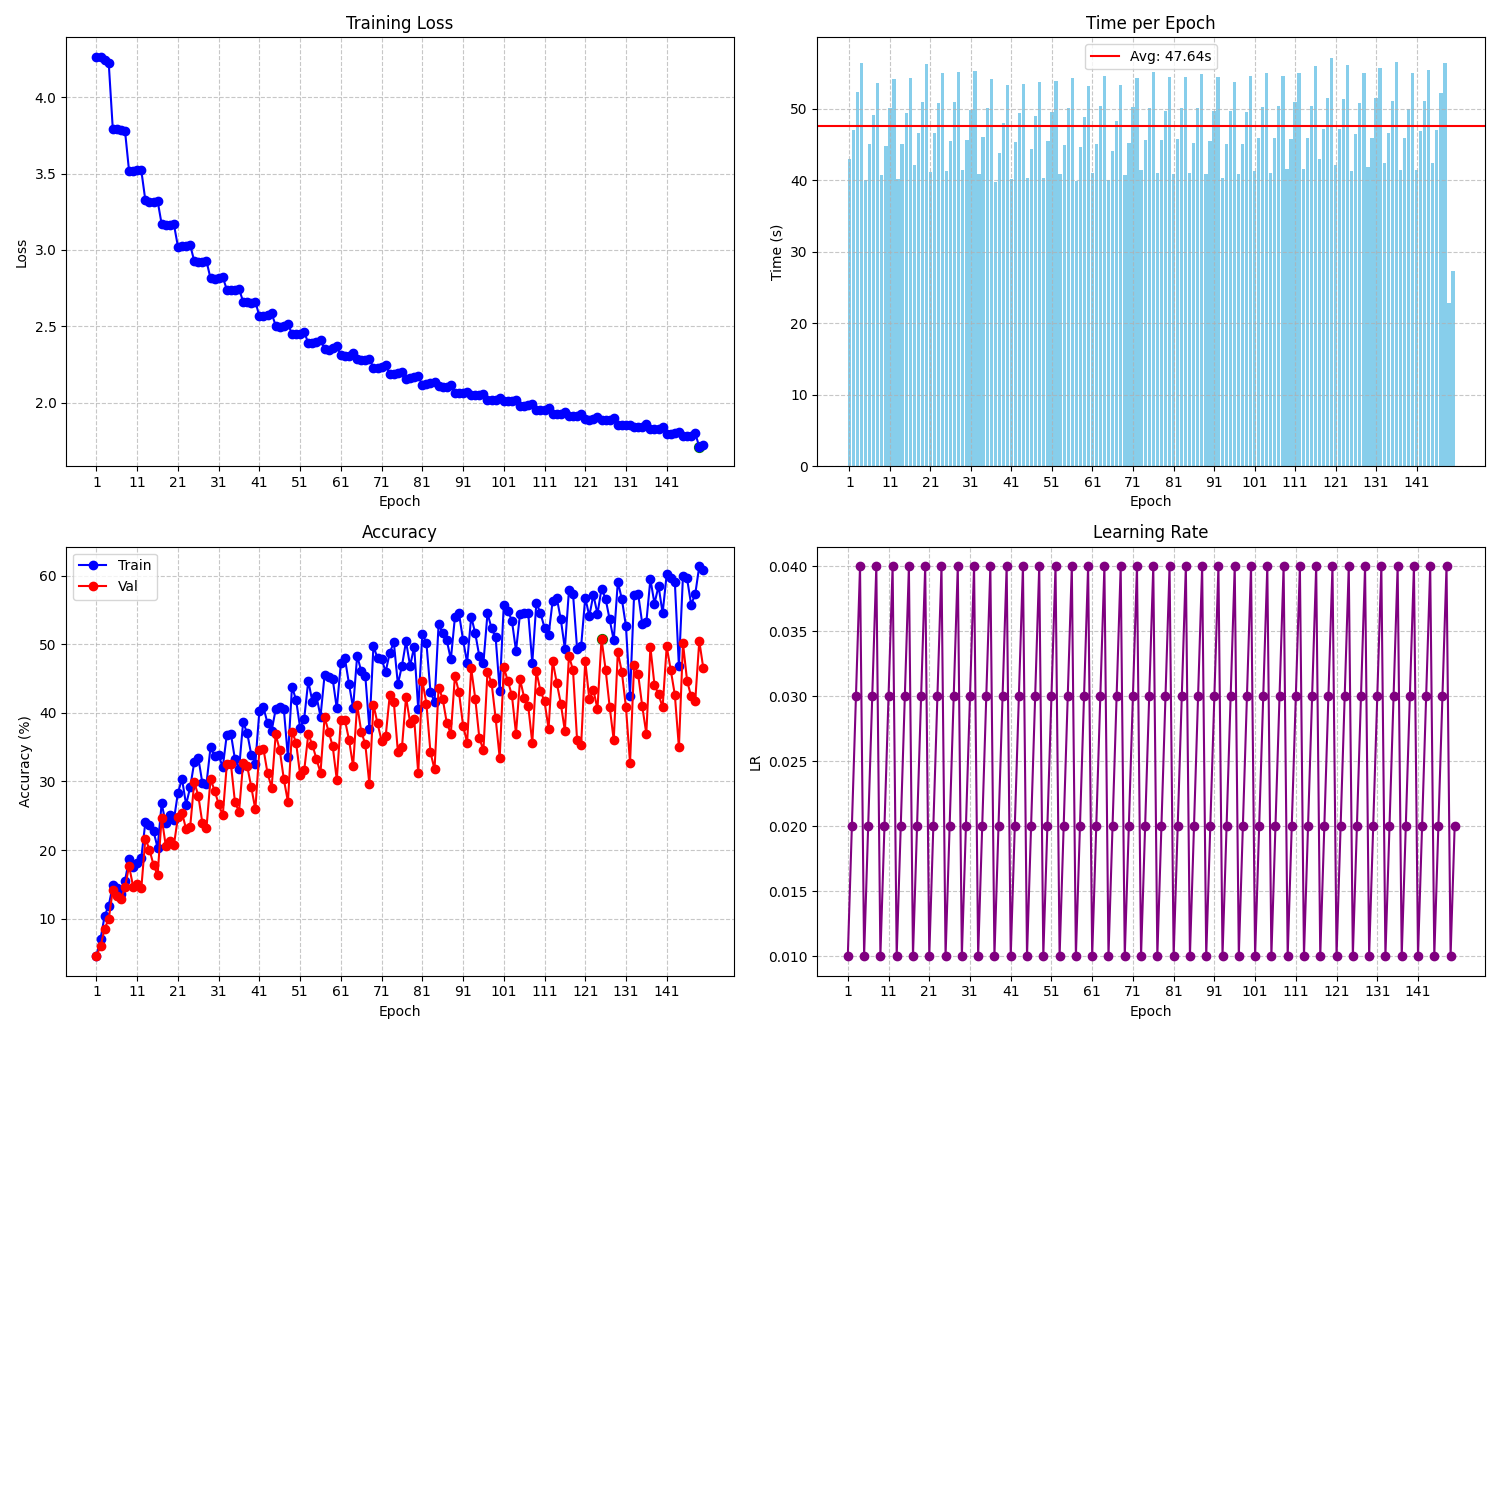 Training Loss
Loss
4.0
3.5
3.0
2.5
2.0
1 11 21 31 41 51 61 71 81 91 101 111 121 131 141
Epoch
Time per Epoch
Avg: 47.64s
Time (s)
50
40
30
20
10
0
1 11 21 31 41 51 61 71 81 91 101 111 121 131 141
Epoch
Accuracy
Train
Val
Accuracy (%)
60
50
40
30
20
10
1 11 21 31 41 51 61 71 81 91 101 111 121 131 141
Epoch
Learning Rate
LR
0.040
0.035
0.030
0.025
0.020
0.015
0.010
1 11 21 31 41 51 61 71 81 91 101 111 121 131 141
Epoch